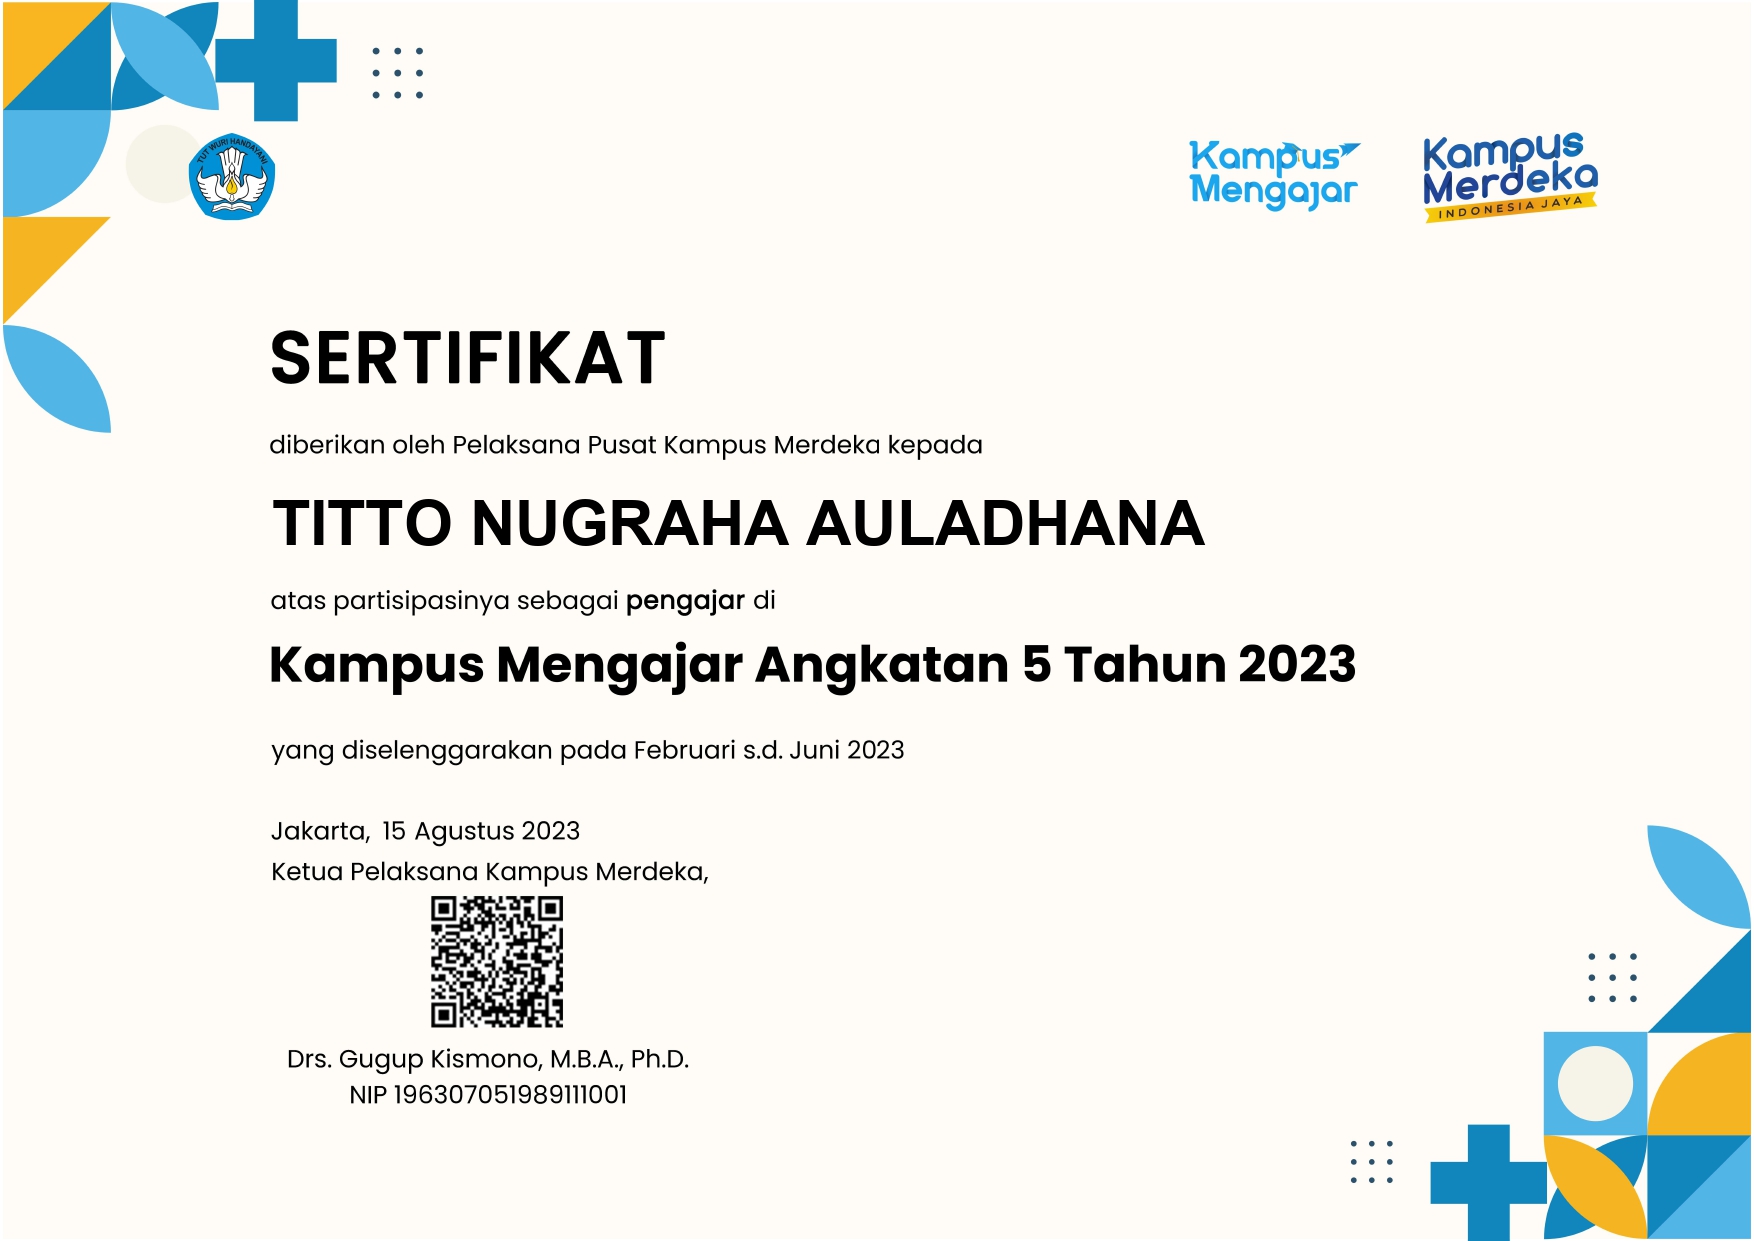 TUT WURI HANDAYANI
Kampus
Mengajar
Kampus
Merdeka
INDONESIA JAYA
SERTIFIKAT
diberikan oleh Pelaksana Pusat Kampus Merdeka kepada
TITTO NUGRAHA AULADHANA
atas partisipasinya sebagai pengajar di
Kampus Mengajar Angkatan 5 Tahun 2023
yang diselenggarakan pada Februari s.d. Juni 2023
Jakarta, 15 Agustus 2023
Ketua Pelaksana Kampus Merdeka,
Drs. Gugup Kismono, M.B.A., Ph.D.
NIP 196307051989111001